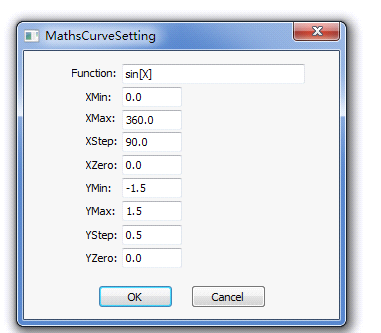 MathsCurveSetting
Function: sin[X]
XMin: 0.0
XMax: 360.0
XStep: 90.0
XZero: 0.0
YMin: -1.5
YMax: 1.5
YStep: 0.5
YZero: 0.0
OK Cancel